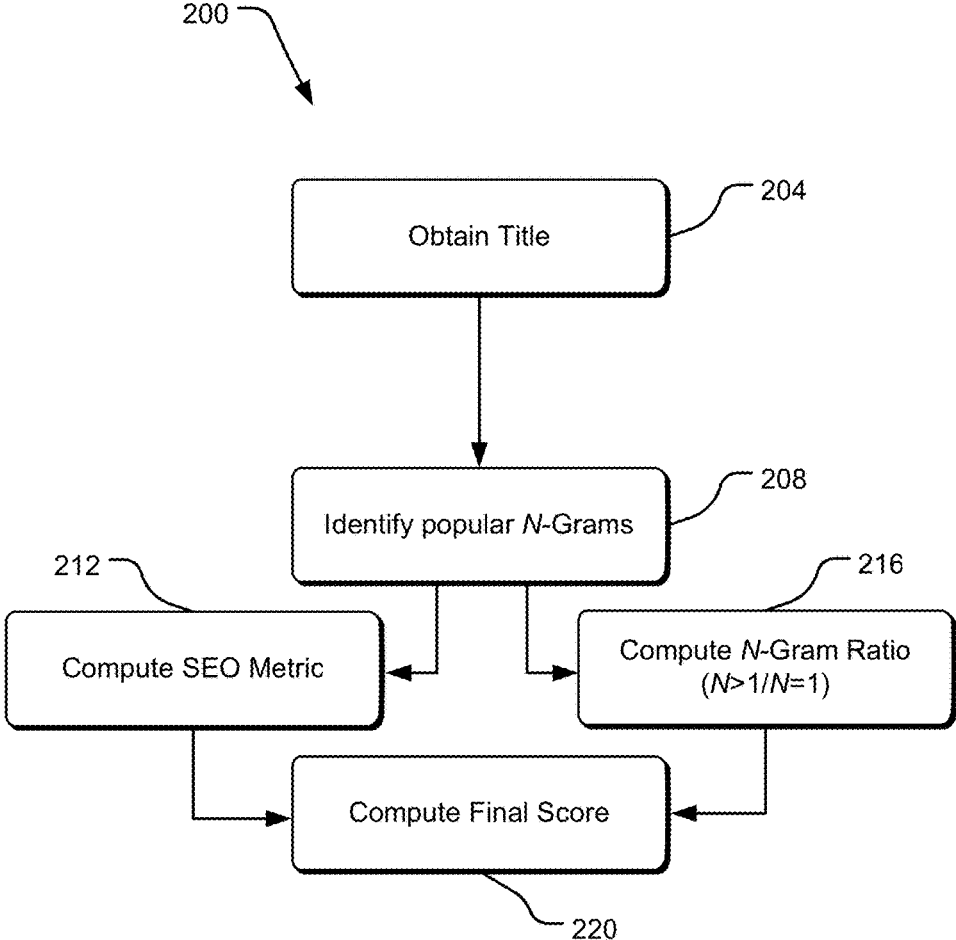 200
204
Obtain Title
208
Identify popular N-Grams
212
216
Compute SEO Metric
Compute N-Gram Ratio
(N>1/N=1)
Compute Final Score
220